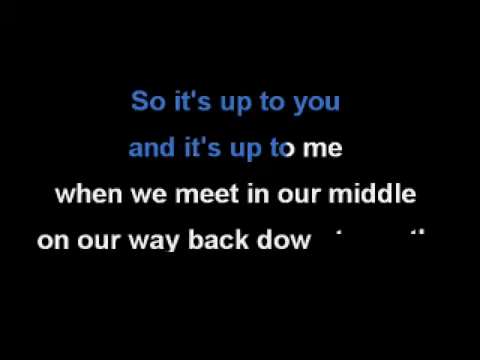 So it's up to you
and it's up to me
when we meet in our middle
on our way back dow